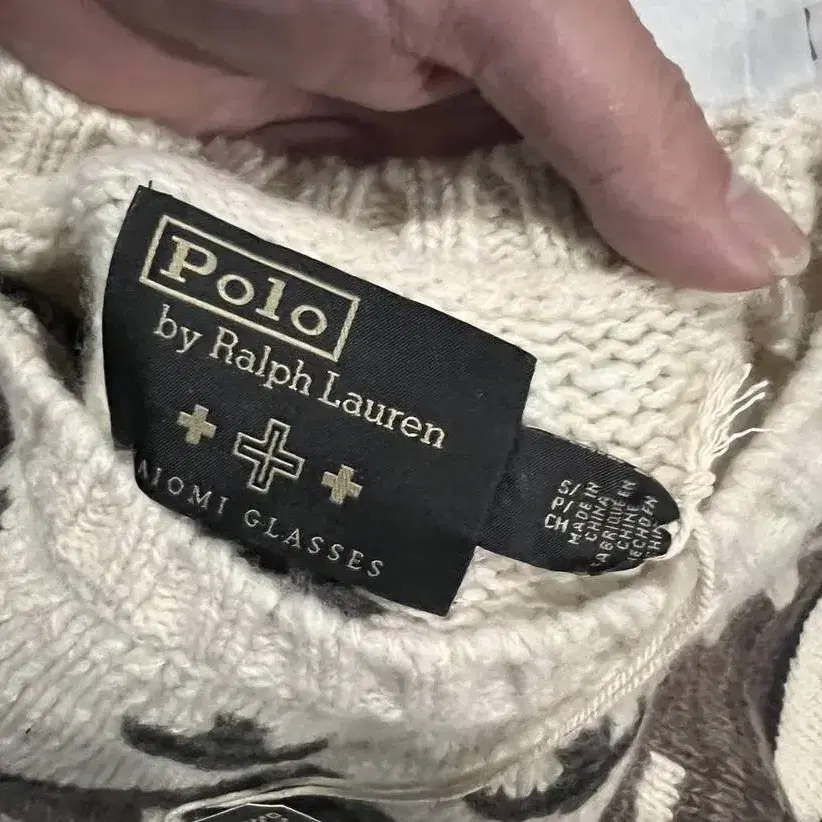 Polo
by Ralph Lauren
AIOMI GLASSES
S/
P/
CH
MADE IN
CHINA
FABRIQUE EN
CHINE
HECHO EN